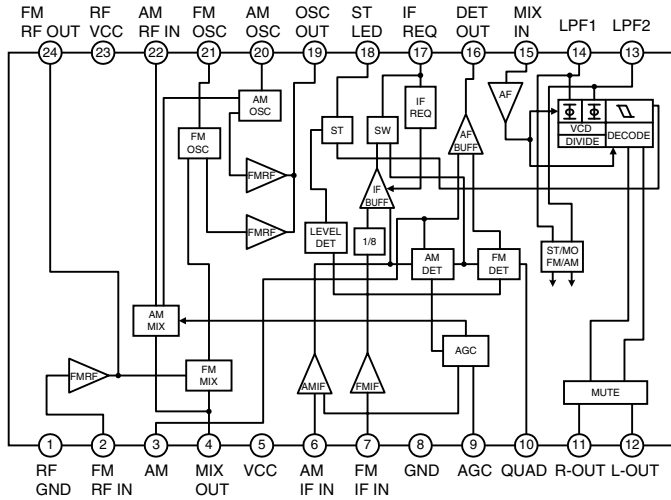 FM RF AM FM AM OSC ST IF DET MIX LPF1 LPF2
RF OUT VCC RF IN OSC OSC OUT LED REQ OUT IN
24 23 22 21 20 19 18 17 16 15 14 13
AM
OSC
FM
OSC
FMRF
FMRF
ST
SW
IF
REQ
AF
BUFF
AF
VCD
DIVIDE
DECODE
IF
BUFF
LEVEL
DET
1/8
AM
DET
FM
DET
ST/MO
FM/AM
AM
MIX
FMRF
FM
MIX
AMIF
FMIF
AGC
MUTE
1 2 3 4 5 6 7 8 9 10 11 12
RF FM AM MIX VCC AM FM GND AGC QUAD R-OUT L-OUT
GND RF IN OUT IF IN IF IN